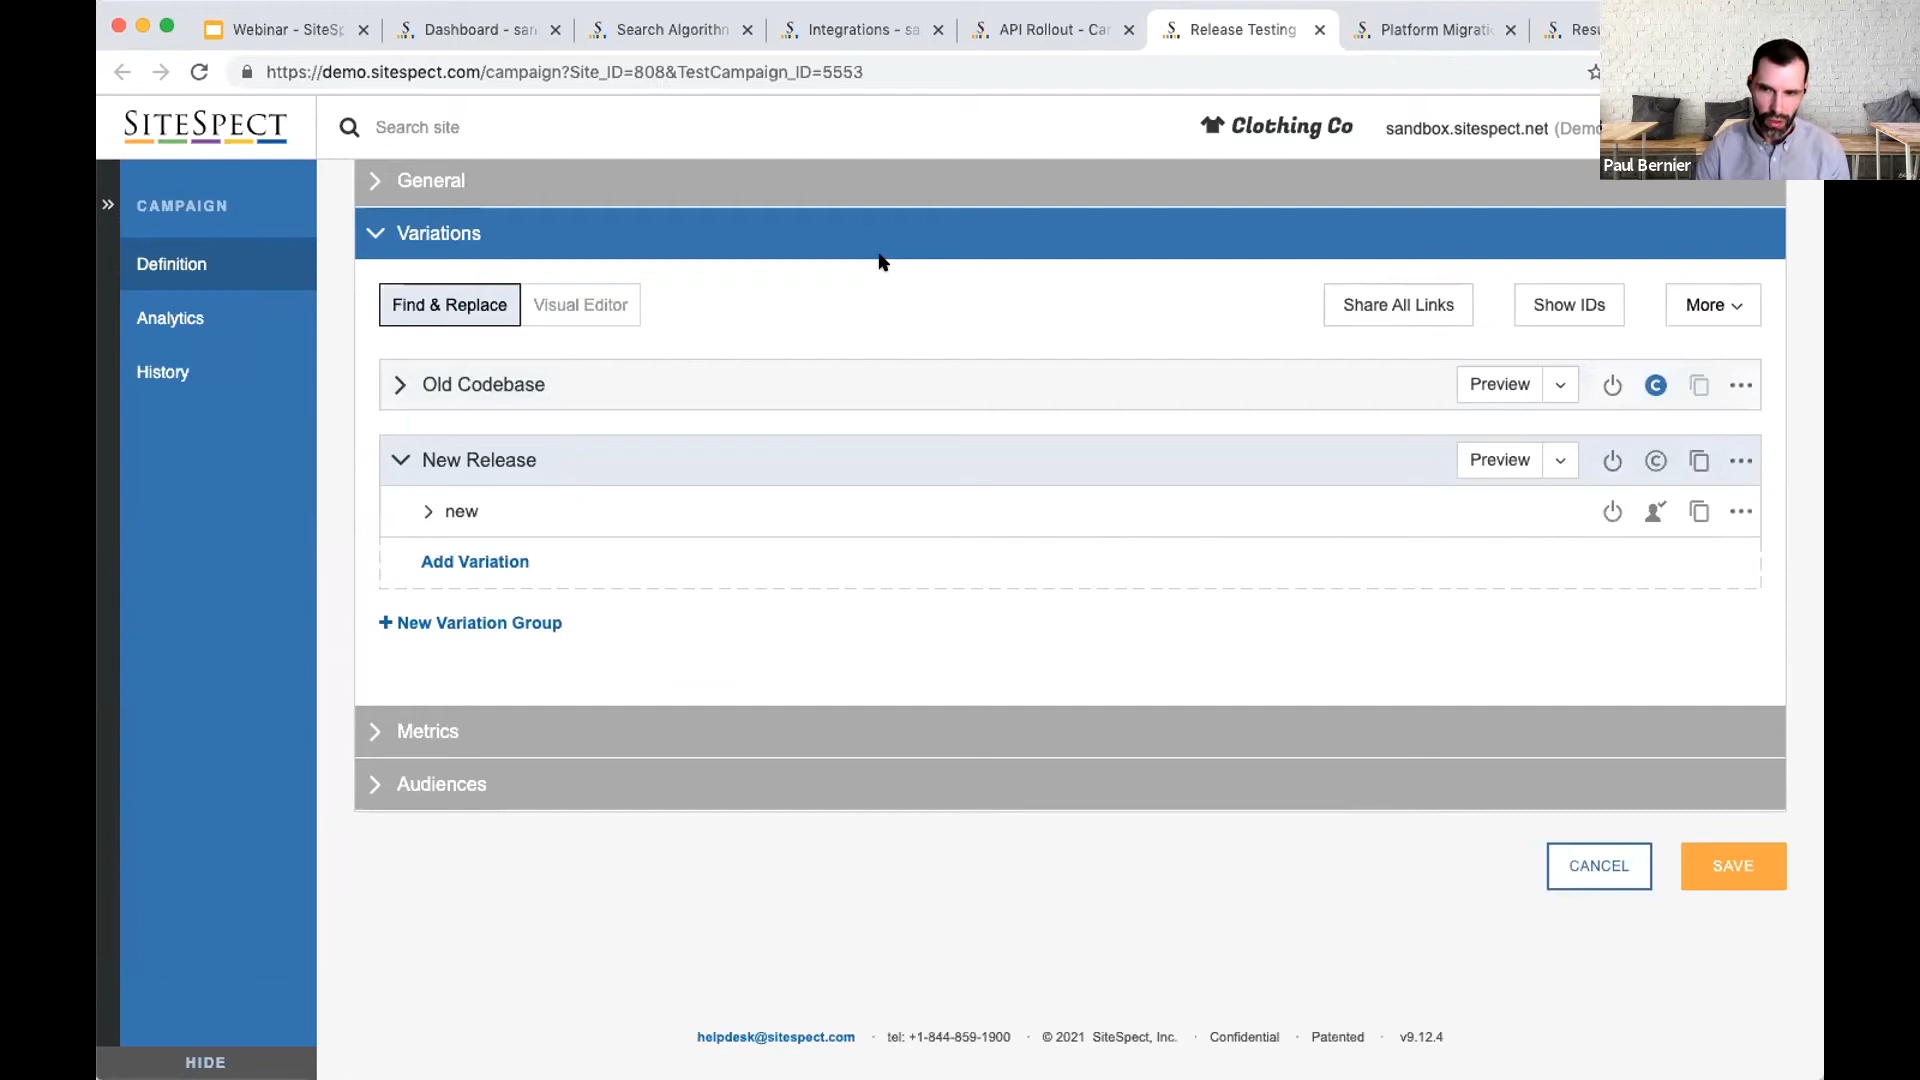 Webinar - SiteSp
Dashboard - san
Search Algorithn
Integrations - sa
API Rollout - Car
Release Testing
Platform Migrati
Resu
https://demo.sitespect.com/campaign?Site_ID=808&TestCampaign_ID=5553
SITESPECT
Search site
Clothing Co
sandbox.sitespect.net (Demo
Paul Bernier
CAMPAIGN
Definition
Analytics
History
HIDE
General
Variations
Find & Replace
Visual Editor
Share All Links
Show IDs
More
Old Codebase
Preview
C
New Release
Preview
C
new
Add Variation
+ New Variation Group
Metrics
Audiences
CANCEL
SAVE
helpdesk@sitespect.com · tel: +1-844-859-1900 · © 2021 SiteSpect, Inc. · Confidential · Patented · v9.12.4